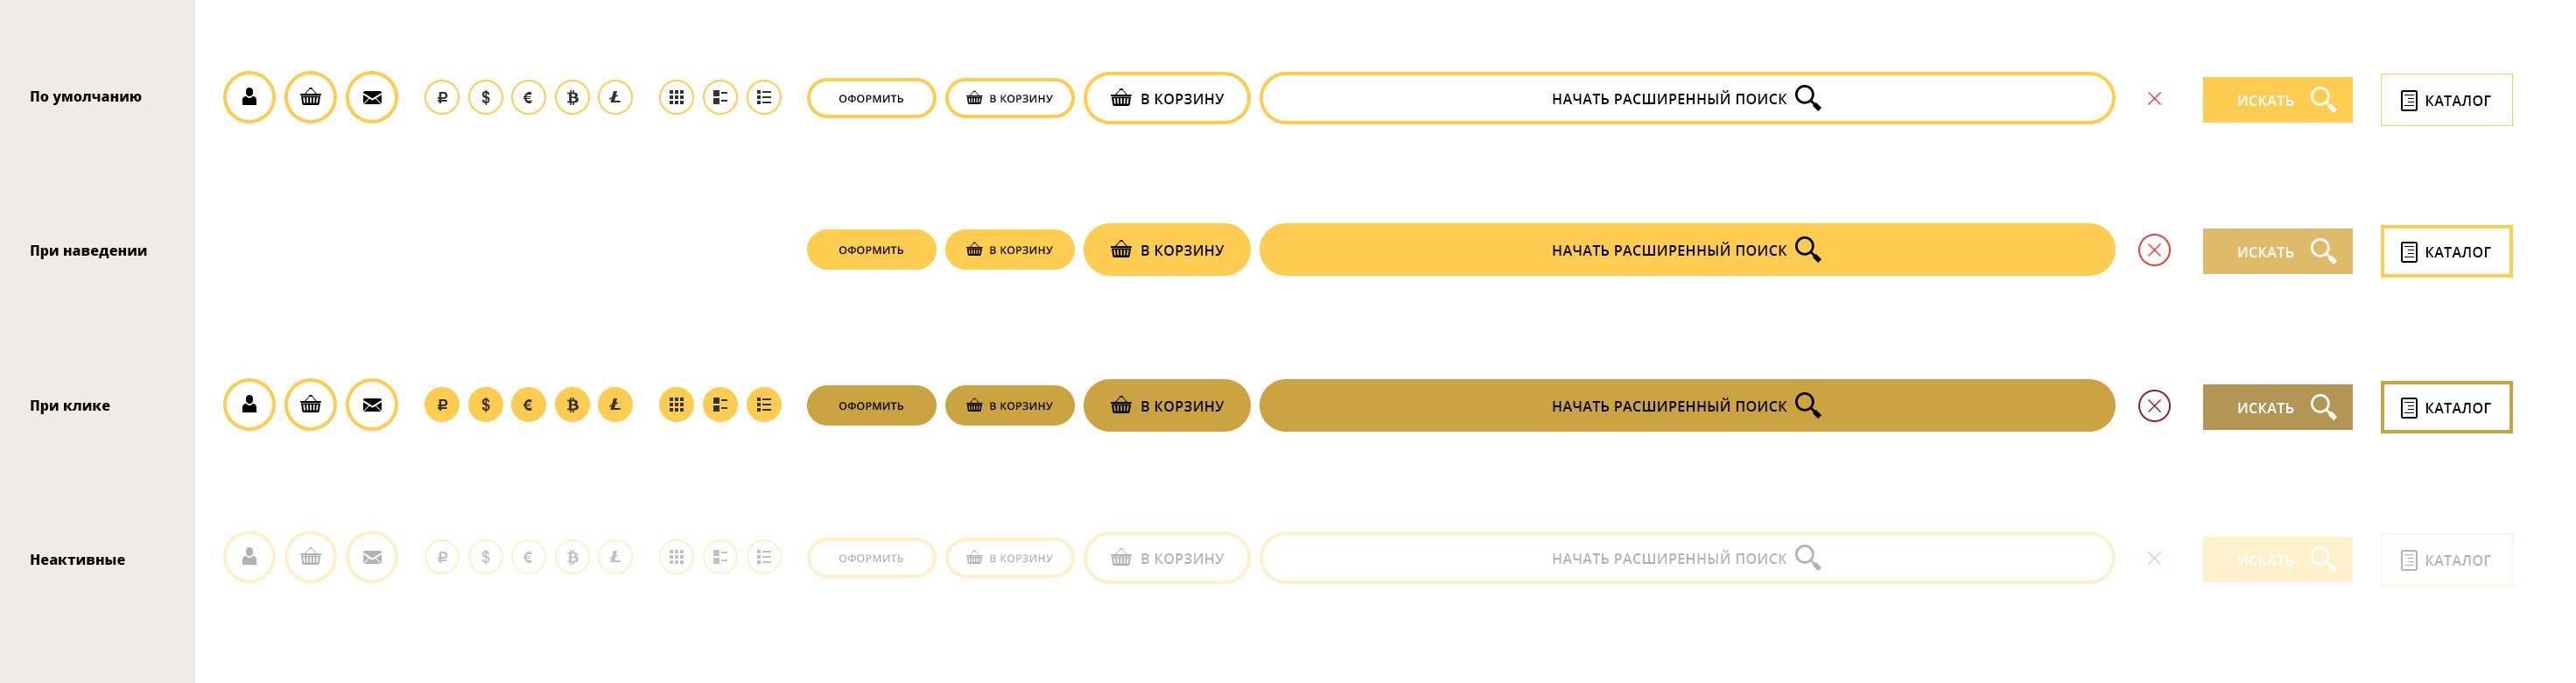 По умолчанию ₽ $ € ₿ Ł ОФОРМИТЬ В КОРЗИНУ В КОРЗИНУ НАЧАТЬ РАСШИРЕННЫЙ ПОИСК ИСКАТЬ КАТАЛОГ
При наведении ОФОРМИТЬ В КОРЗИНУ В КОРЗИНУ НАЧАТЬ РАСШИРЕННЫЙ ПОИСК ИСКАТЬ КАТАЛОГ
При клике ₽ $ € ₿ Ł ОФОРМИТЬ В КОРЗИНУ В КОРЗИНУ НАЧАТЬ РАСШИРЕННЫЙ ПОИСК ИСКАТЬ КАТАЛОГ
Неактивные ₽ $ € ₿ Ł ОФОРМИТЬ В КОРЗИНУ В КОРЗИНУ НАЧАТЬ РАСШИРЕННЫЙ ПОИСК ИСКАТЬ КАТАЛОГ